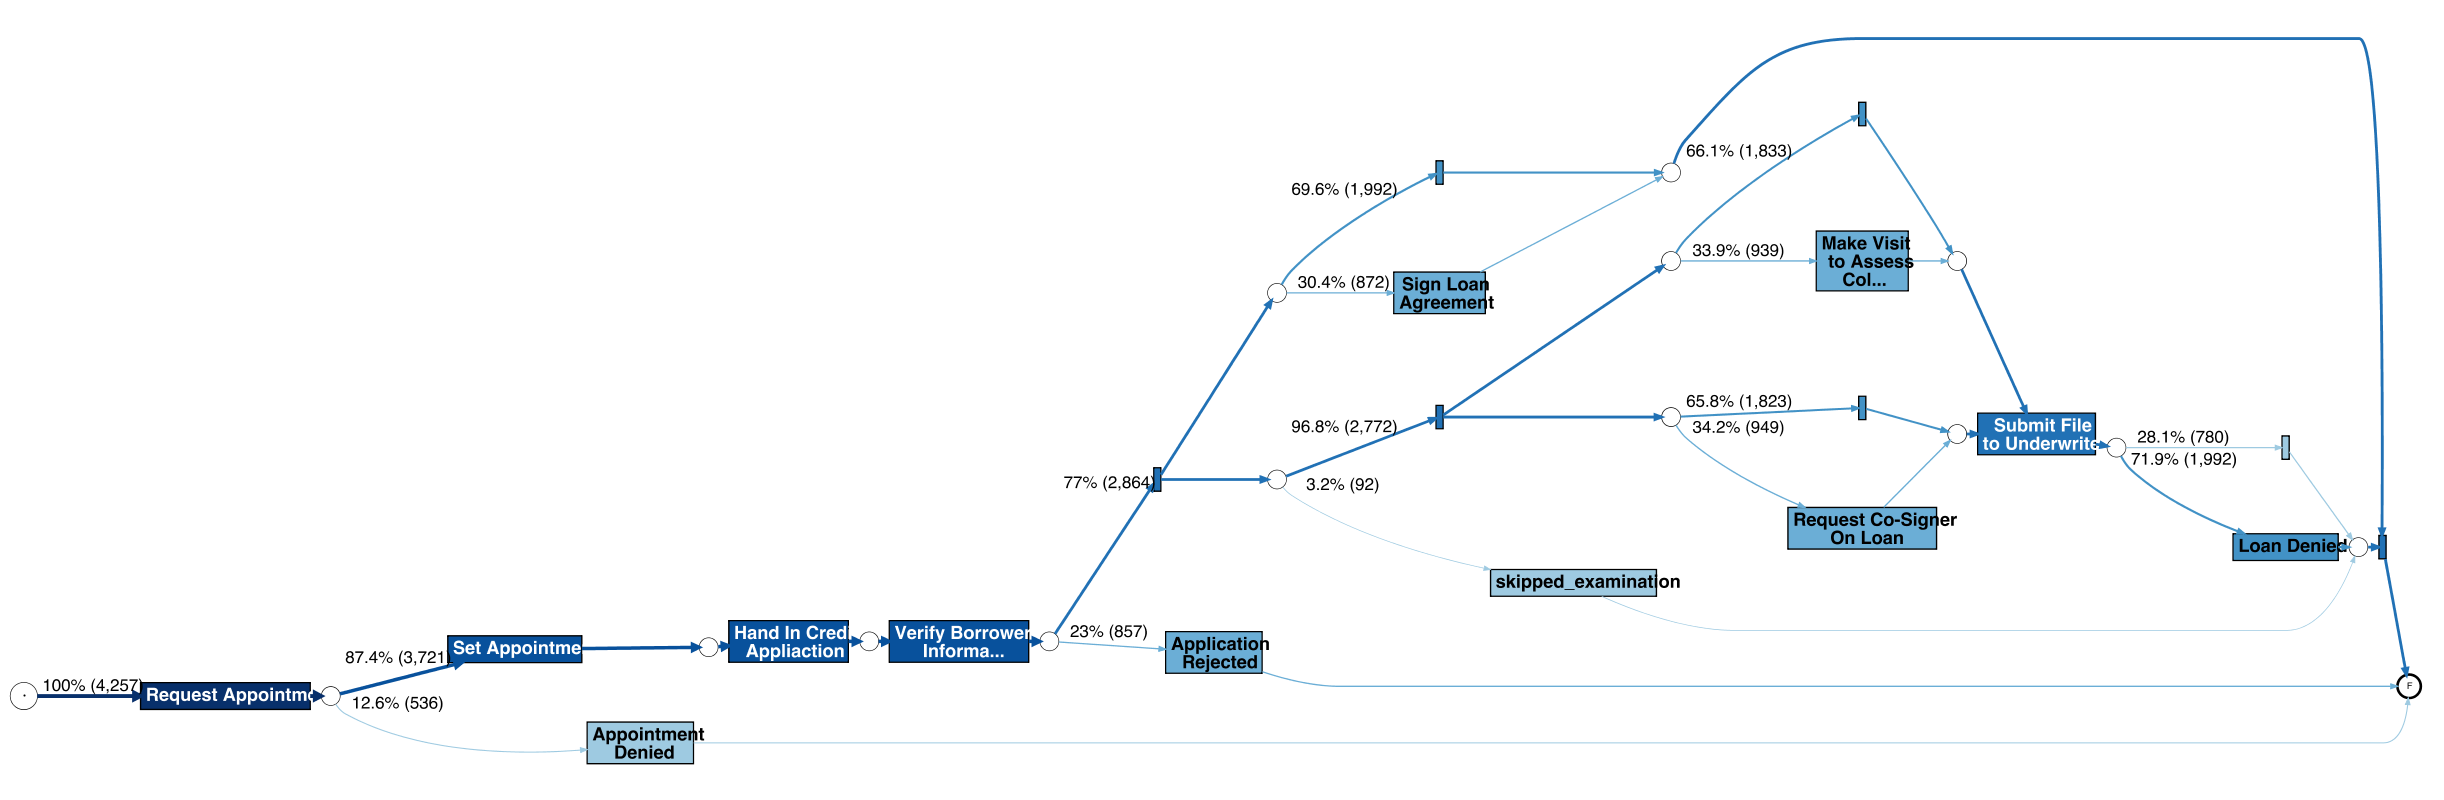 66.1% (1,833)
69.6% (1,992)
30.4% (872)
Sign Loan
Agreement
33.9% (939)
Make Visit
to Assess
Col...
96.8% (2,772)
3.2% (92)
65.8% (1,823)
34.2% (949)
Submit File
to Underwrite
28.1% (780)
71.9% (1,992)
77% (2,864)
Request Co-Signer
On Loan
Loan Denied
skipped_examination
87.4% (3,721)
Set Appointme
Hand In Credi
Appliaction
Verify Borrower
Informa...
23% (857)
Application
Rejected
100% (4,257)
Request Appointme
12.6% (536)
Appointment
Denied
F